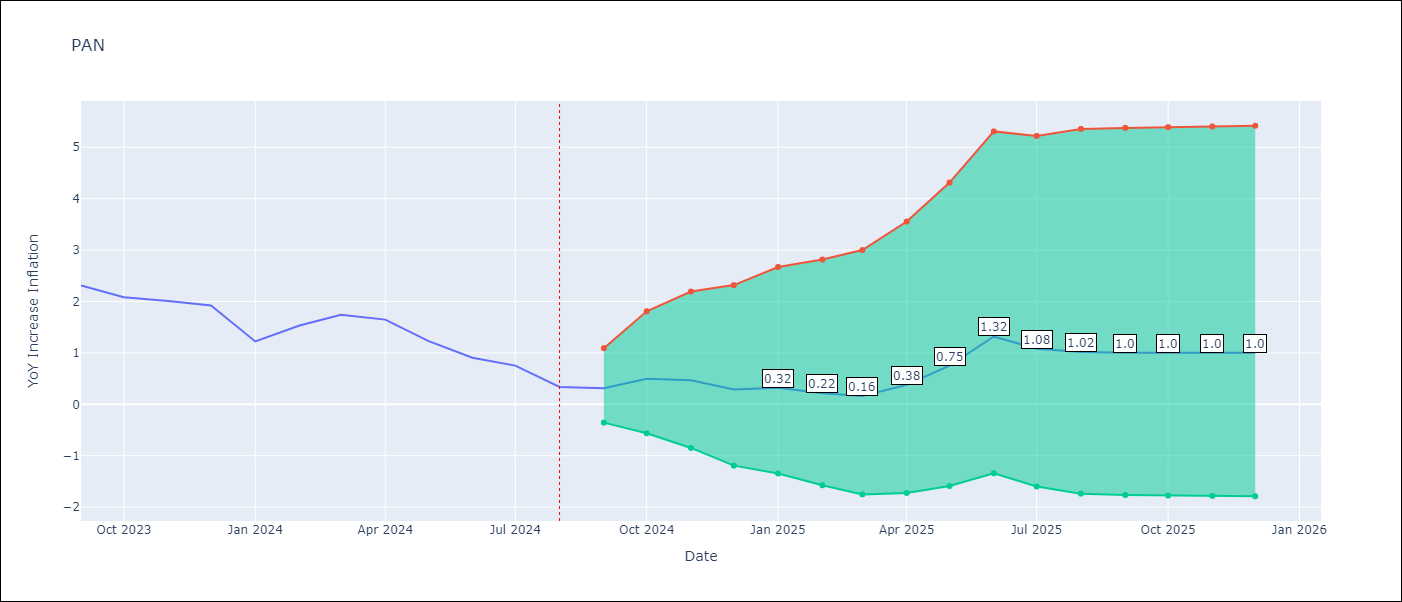 PAN
YoY Increase Inflation
5
4
3
2
1
0
−1
−2
0.32
0.22
0.16
0.38
0.75
1.32
1.08
1.02
1.0
1.0
1.0
1.0
Oct 2023
Jan 2024
Apr 2024
Jul 2024
Oct 2024
Jan 2025
Apr 2025
Jul 2025
Oct 2025
Jan 2026
Date